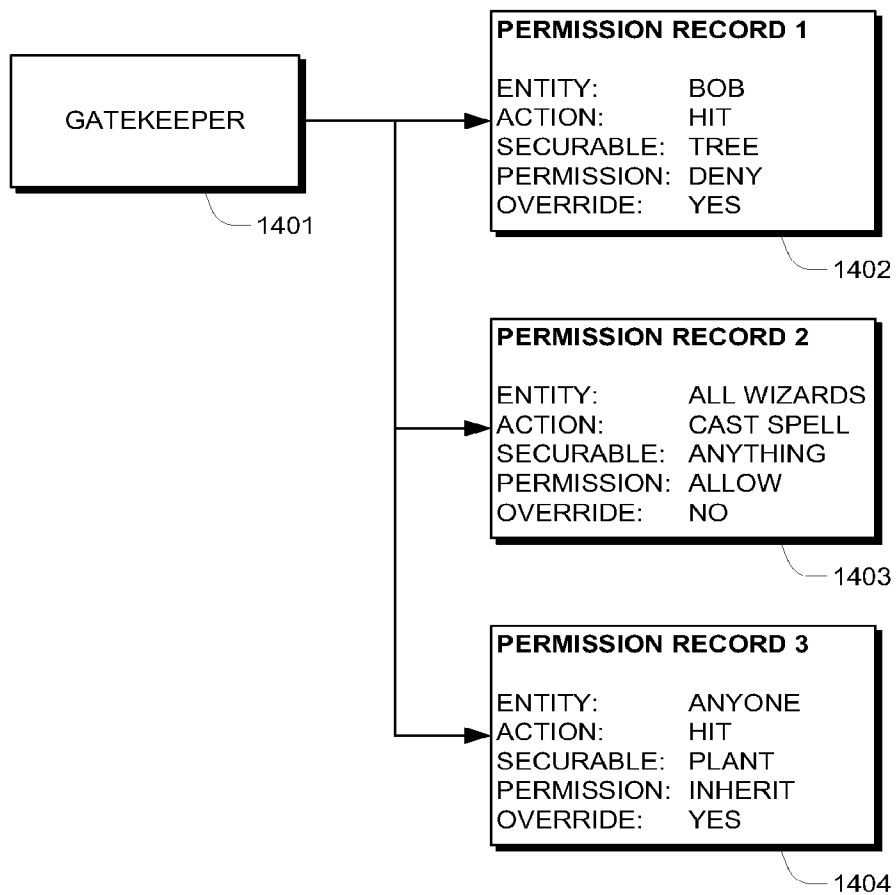 GATEKEEPER
1401
PERMISSION RECORD 1
ENTITY: BOB
ACTION: HIT
SECURABLE: TREE
PERMISSION: DENY
OVERRIDE: YES
1402
PERMISSION RECORD 2
ENTITY: ALL WIZARDS
ACTION: CAST SPELL
SECURABLE: ANYTHING
PERMISSION: ALLOW
OVERRIDE: NO
1403
PERMISSION RECORD 3
ENTITY: ANYONE
ACTION: HIT
SECURABLE: PLANT
PERMISSION: INHERIT
OVERRIDE: YES
1404